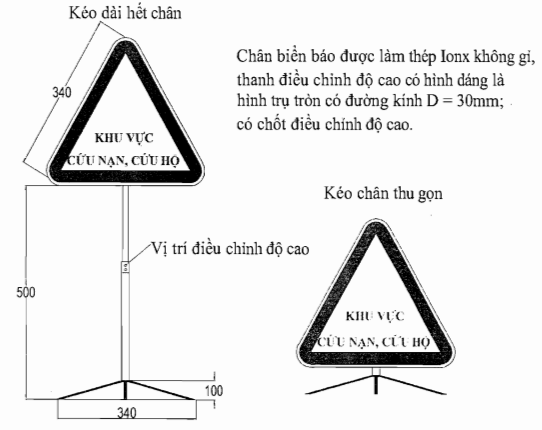 Kéo dài hết chân
340
KHU VỰC
CỨU NẠN, CỨU HỘ
Chân biển báo được làm thép Ionx không gỉ,
thanh điều chỉnh độ cao có hình dáng là
hình trụ tròn có đường kính D = 30mm;
có chốt điều chính độ cao.
Vị trí điều chỉnh độ cao
500
100
340
Kéo chân thu gọn
KHU VỰC
CỨU NẠN, CỨU HỘ